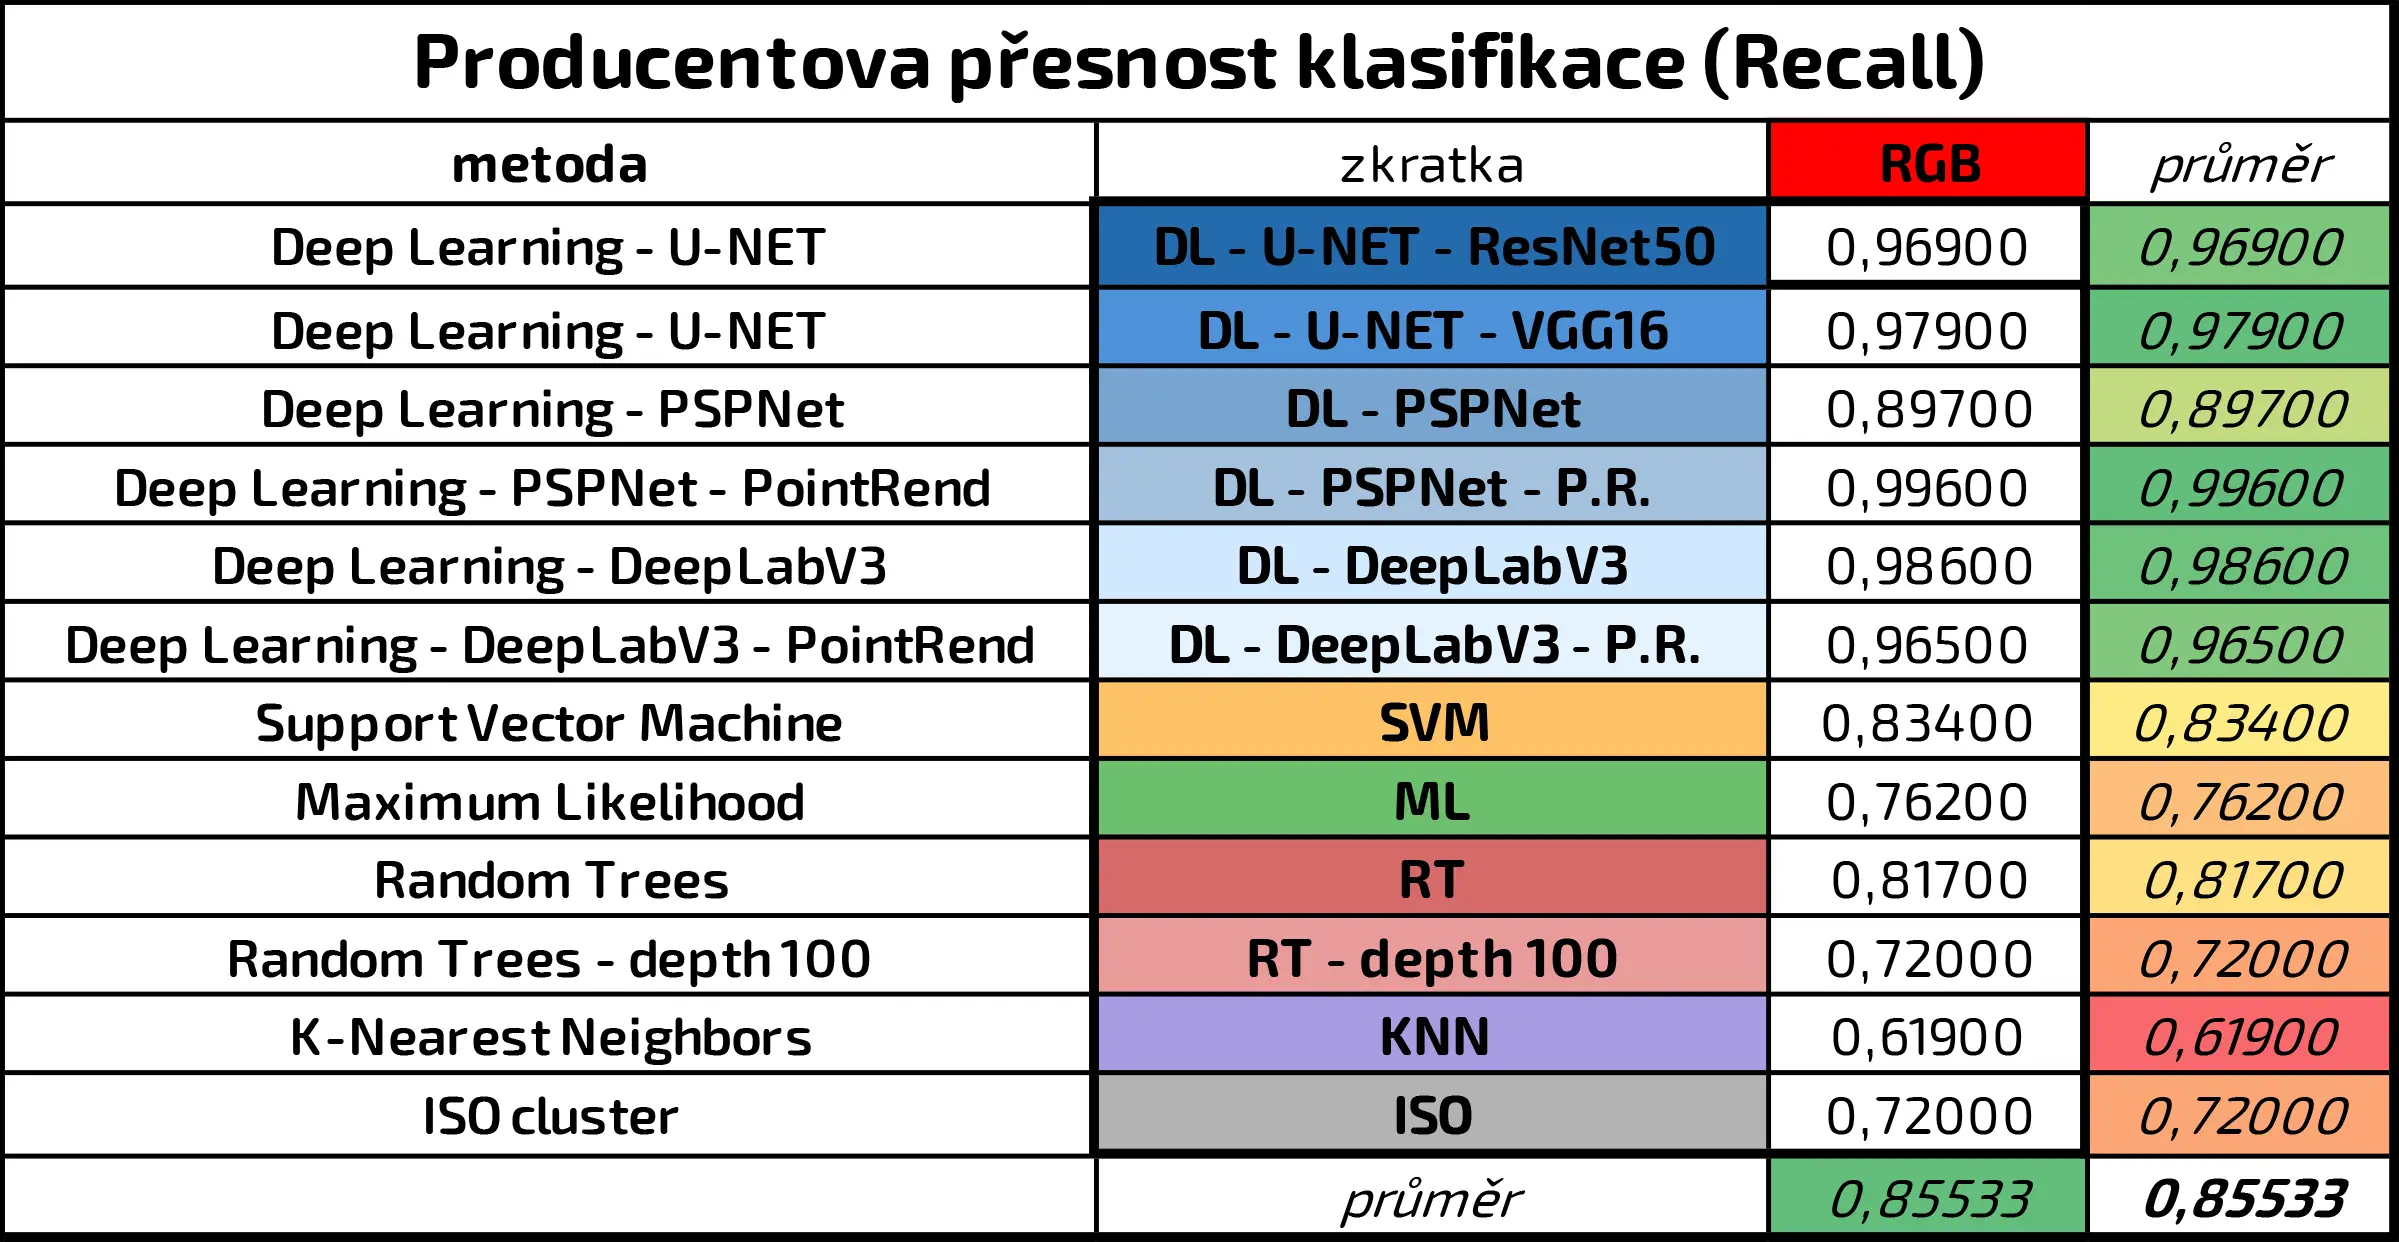 Producentova přesnost klasifikace (Recall)
metoda zkratka RGB průměr
Deep Learning - U-NET DL - U-NET - ResNet50 0,96900 0,96900
Deep Learning - U-NET DL - U-NET - VGG16 0,97900 0,97900
Deep Learning - PSPNet DL - PSPNet 0,89700 0,89700
Deep Learning - PSPNet - PointRend DL - PSPNet - P.R. 0,99600 0,99600
Deep Learning - DeepLabV3 DL - DeepLabV3 0,98600 0,98600
Deep Learning - DeepLabV3 - PointRend DL - DeepLabV3 - P.R. 0,96500 0,96500
Support Vector Machine SVM 0,83400 0,83400
Maximum Likelihood ML 0,76200 0,76200
Random Trees RT 0,81700 0,81700
Random Trees - depth 100 RT - depth 100 0,72000 0,72000
K-Nearest Neighbors KNN 0,61900 0,61900
ISO cluster ISO 0,72000 0,72000
průměr 0,85533 0,85533